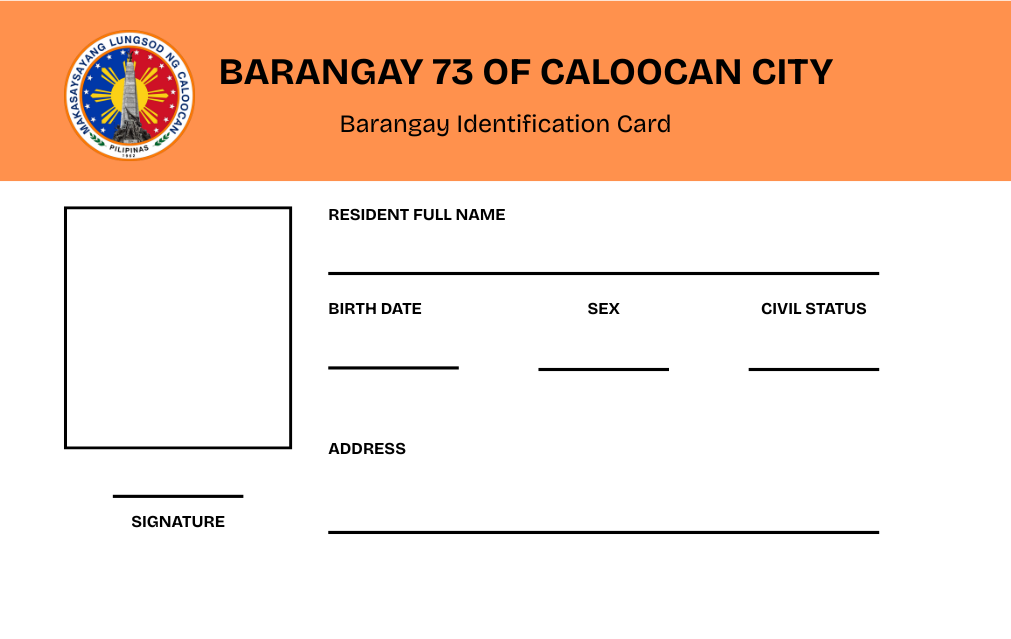 MAKASAYSAYANG LUNGSOD NG CALOOCAN
PILIPINAS
1962
BARANGAY 73 OF CALOOCAN CITY
Barangay Identification Card
RESIDENT FULL NAME
BIRTH DATE SEX CIVIL STATUS
ADDRESS
SIGNATURE